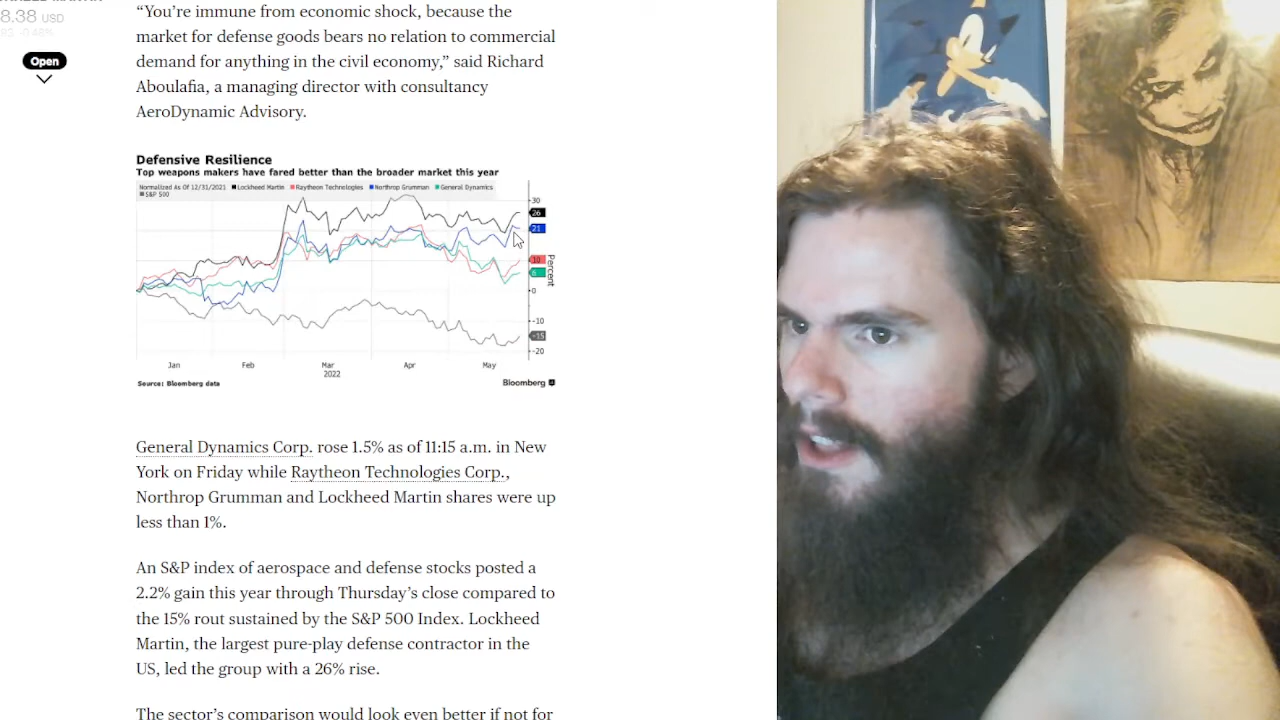 8.38 USD
Open
“You’re immune from economic shock, because the
market for defense goods bears no relation to commercial
demand for anything in the civil economy,” said Richard
Aboulafia, a managing director with consultancy
AeroDynamic Advisory.
Defensive Resilience
Top weapons makers have fared better than the broader market this year
Normalized As Of 12/31/2021 Lockheed Martin Raytheon Technologies Northrop Grumman General Dynamics
S&P 500
30
26
21
10
6
0
-10
-15
-20
Percent
Jan Feb Mar Apr May
2022
Source: Bloomberg data Bloomberg
General Dynamics Corp. rose 1.5% as of 11:15 a.m. in New
York on Friday while Raytheon Technologies Corp.,
Northrop Grumman and Lockheed Martin shares were up
less than 1%.
An S&P index of aerospace and defense stocks posted a
2.2% gain this year through Thursday’s close compared to
the 15% rout sustained by the S&P 500 Index. Lockheed
Martin, the largest pure-play defense contractor in the
US, led the group with a 26% rise.
The sector’s comparison would look even better if not for